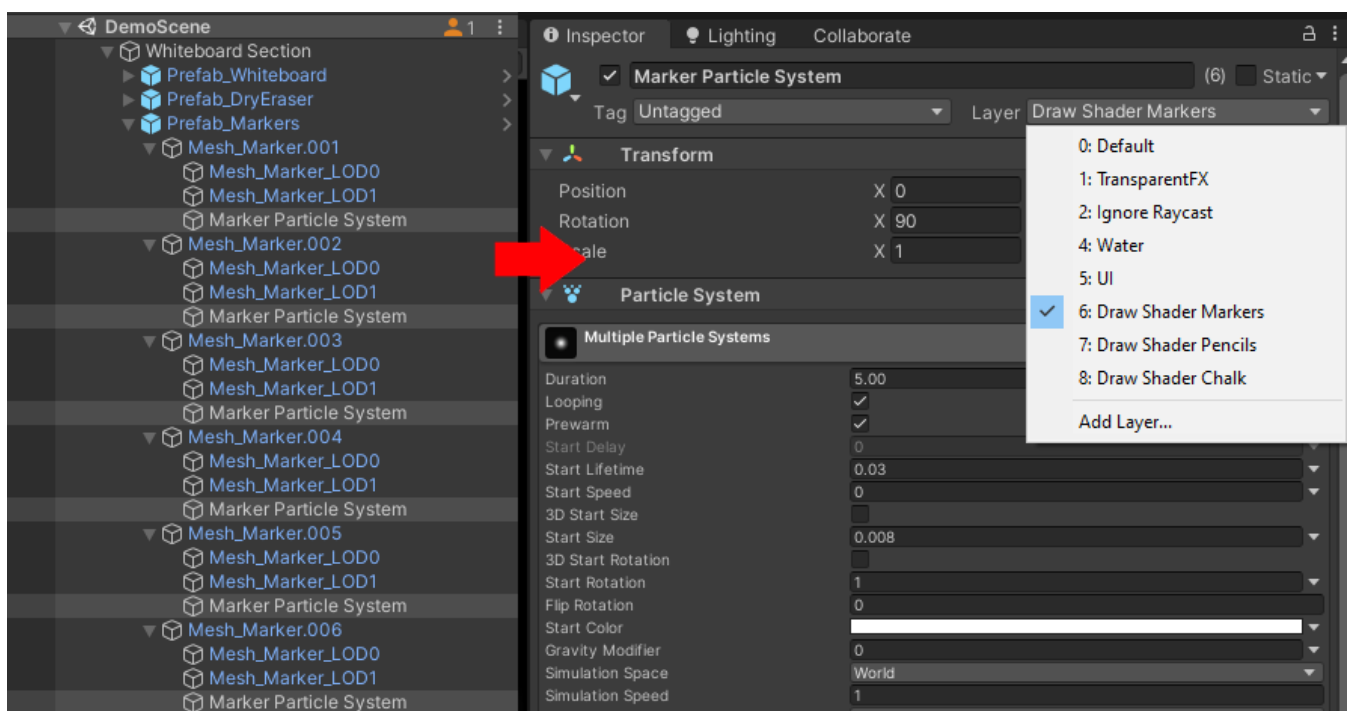 DemoScene 1
Whiteboard Section
Prefab_Whiteboard
Prefab_DryEraser
Prefab_Markers
Mesh_Marker.001
Mesh_Marker_LOD0
Mesh_Marker_LOD1
Marker Particle System
Mesh_Marker.002
Mesh_Marker_LOD0
Mesh_Marker_LOD1
Marker Particle System
Mesh_Marker.003
Mesh_Marker_LOD0
Mesh_Marker_LOD1
Marker Particle System
Mesh_Marker.004
Mesh_Marker_LOD0
Mesh_Marker_LOD1
Marker Particle System
Mesh_Marker.005
Mesh_Marker_LOD0
Mesh_Marker_LOD1
Marker Particle System
Mesh_Marker.006
Mesh_Marker_LOD0
Mesh_Marker_LOD1
Marker Particle System
Inspector Lighting Collaborate
Marker Particle System (6) Static
Tag Untagged Layer Draw Shader Markers
Transform
Position X 0
Rotation X 90
cale X 1
Particle System
Multiple Particle Systems
Duration 5.00
Looping
Prewarm
Start Delay 0
Start Lifetime 0.03
Start Speed 0
3D Start Size
Start Size 0.008
3D Start Rotation
Start Rotation 1
Flip Rotation 0
Start Color
Gravity Modifier 0
Simulation Space World
Simulation Speed 1
0: Default
1: TransparentFX
2: Ignore Raycast
4: Water
5: UI
6: Draw Shader Markers
7: Draw Shader Pencils
8: Draw Shader Chalk
Add Layer...